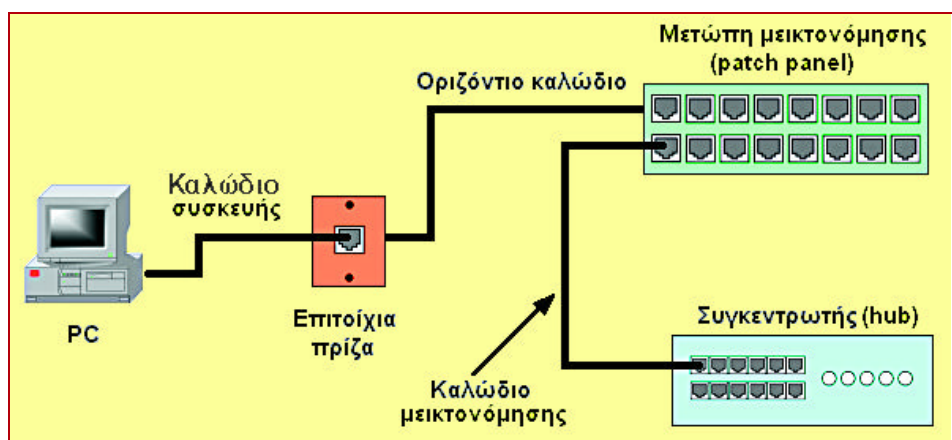 Μετώπη μεικτονόμησης
(patch panel)
Οριζόντιο καλώδιο
Καλώδιο
συσκευής
PC
Επιτοίχια
πρίζα
Συγκεντρωτής (hub)
Καλώδιο
μεικτονόμησης